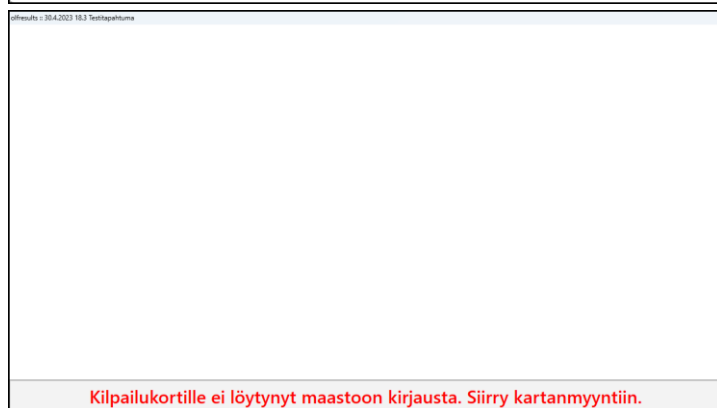 olfresults :: 30.4.2023 18.3 Testitapahtuma
Kilpailukortille ei löytynyt maastoon kirjausta. Siirry kartanmyyntiin.